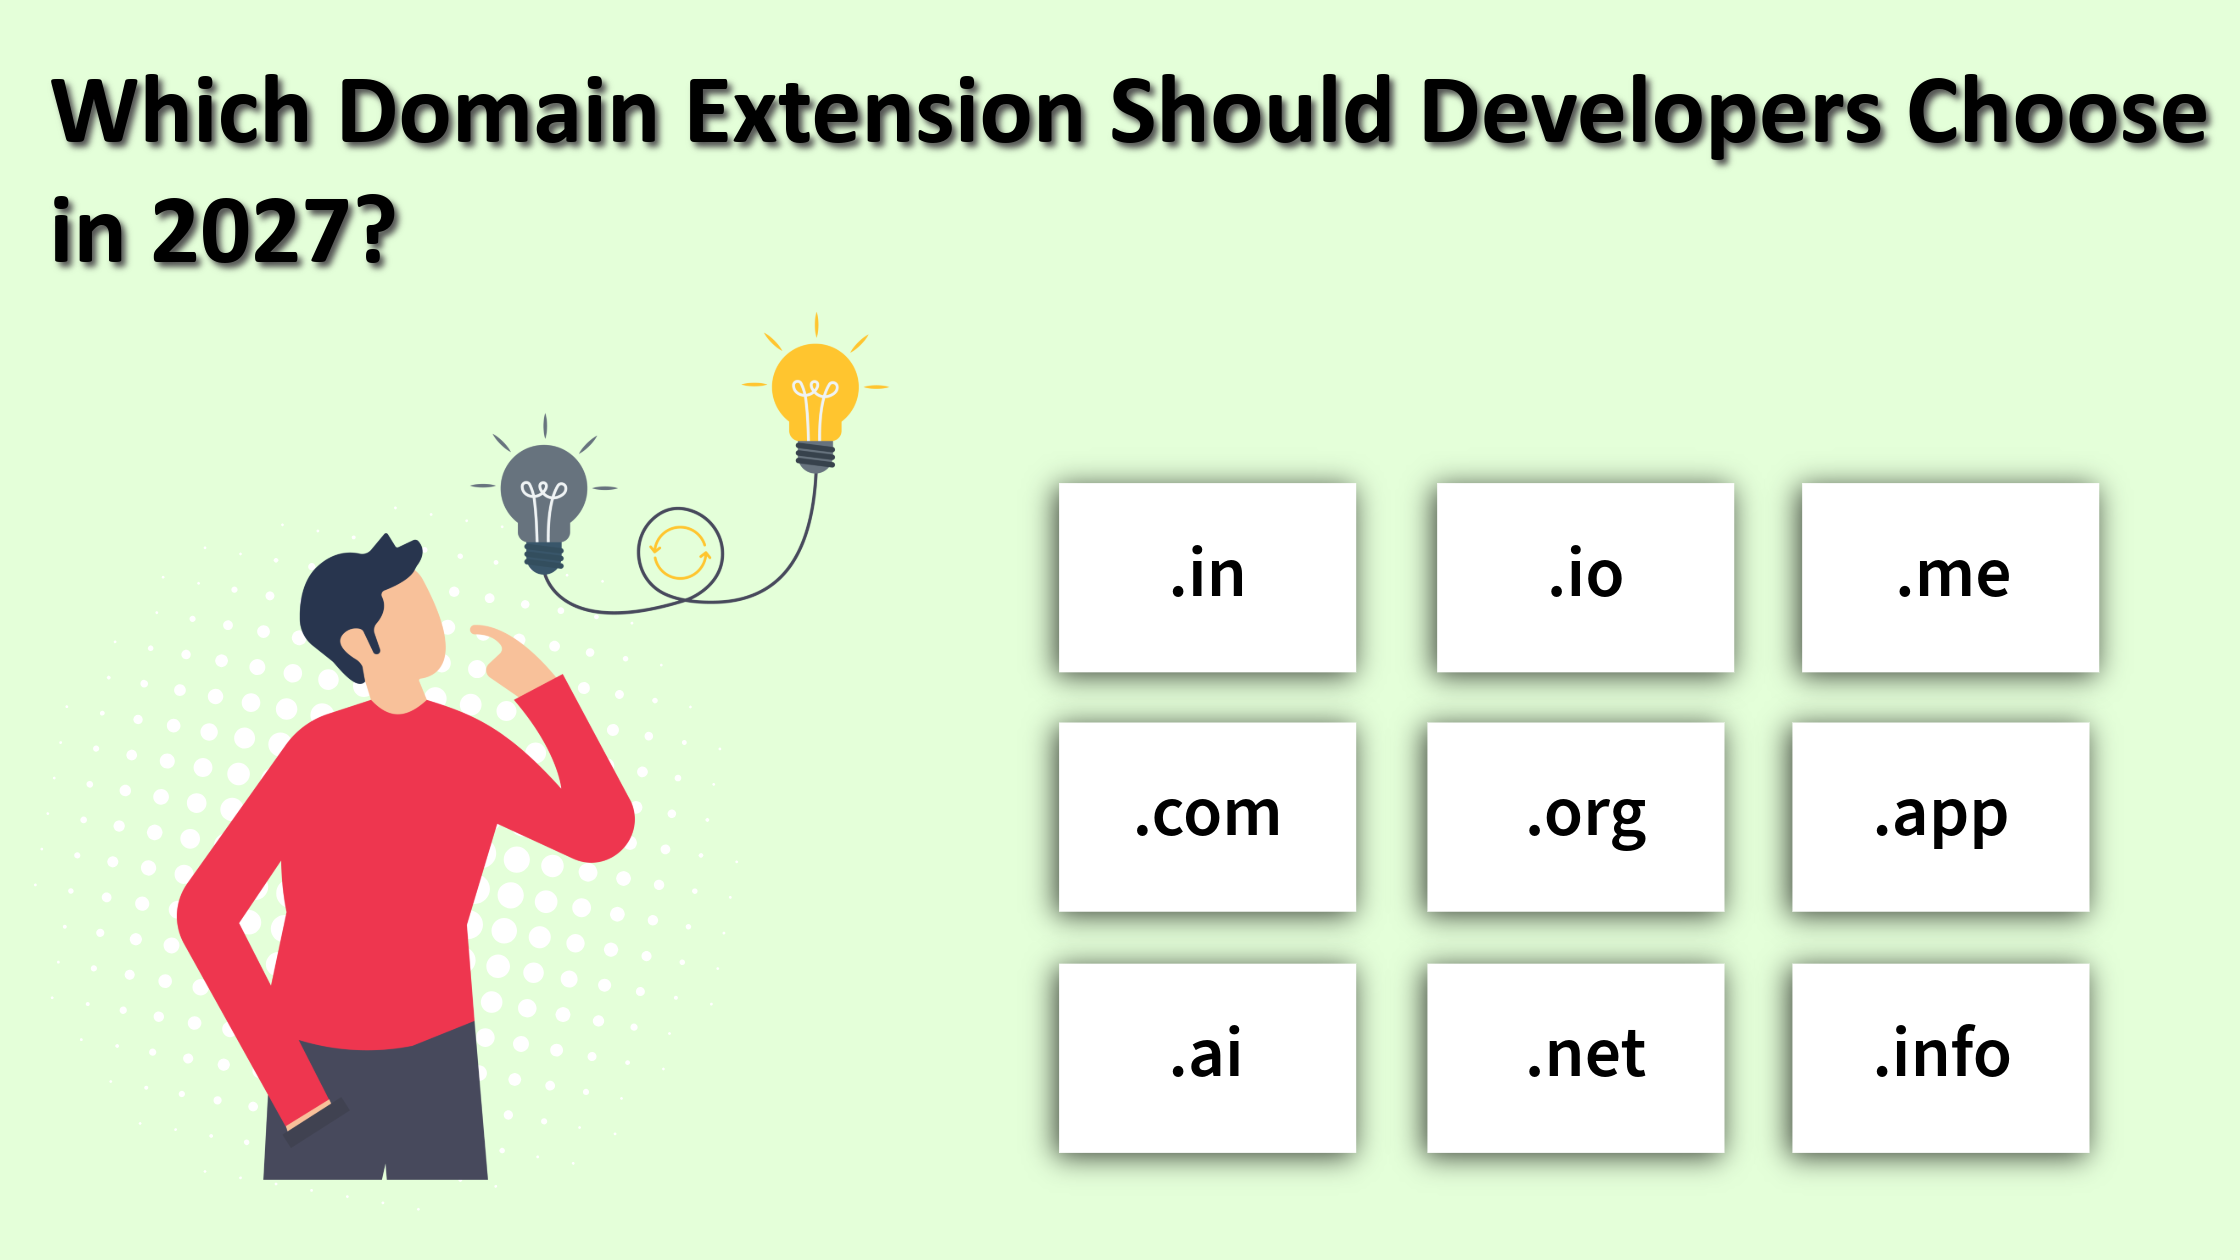 Which Domain Extension Should Developers Choose
in 2027?
.in
.io
.me
.com
.org
.app
.ai
.net
.info